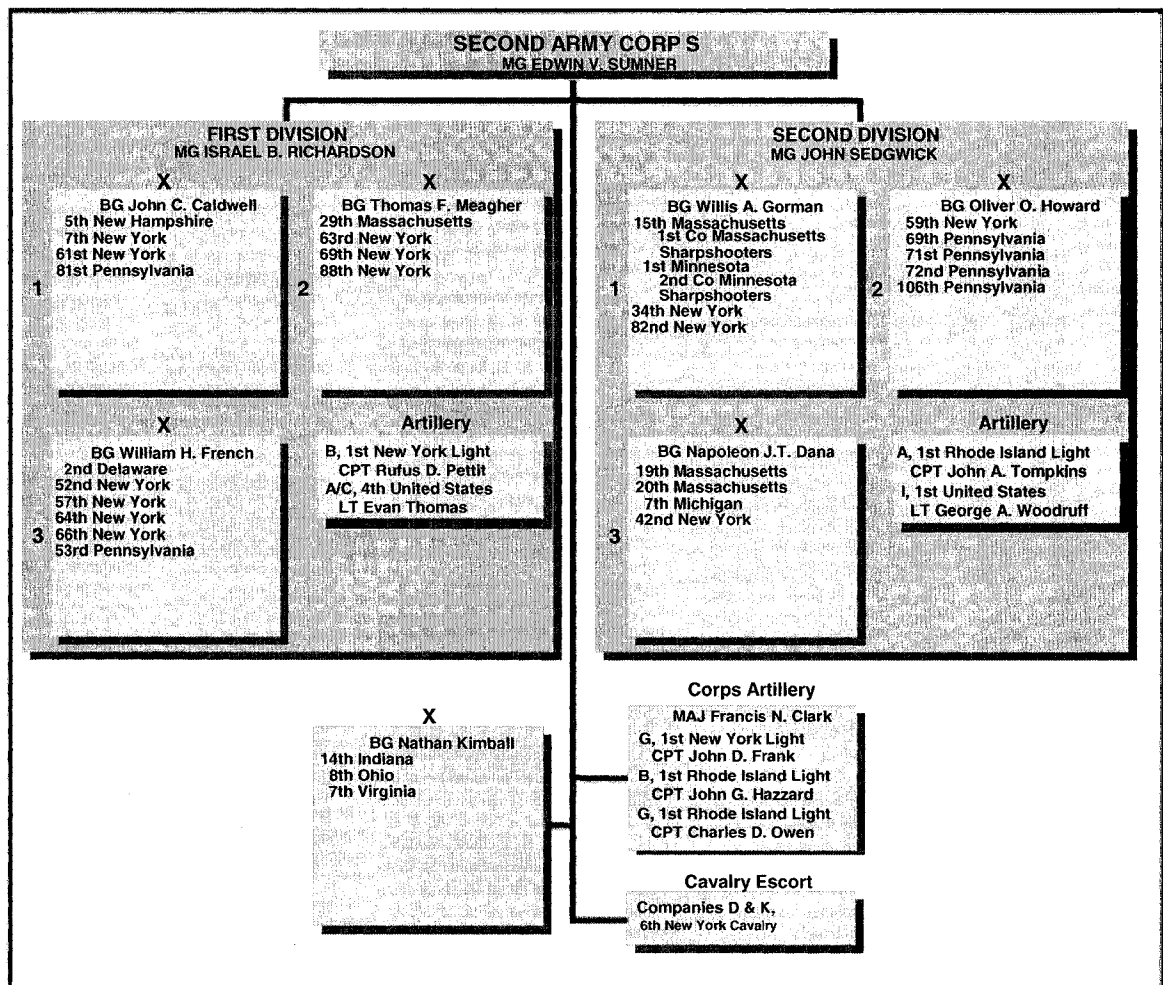 SECOND ARMY CORP S
MG EDWIN V. SUMNER
FIRST DIVISION
MG ISRAEL B. RICHARDSON
X
1
BG John C. Caldwell
5th New Hampshire
7th New York
61st New York
81st Pennsylvania
X
2
BG Thomas F. Meagher
29th Massachusetts
63rd New York
69th New York
88th New York
X
3
BG William H. French
2nd Delaware
52nd New York
57th New York
64th New York
66th New York
53rd Pennsylvania
Artillery
B, 1st New York Light
CPT Rufus D. Pettit
A/C, 4th United States
LT Evan Thomas
SECOND DIVISION
MG JOHN SEDGWICK
X
1
BG Willis A. Gorman
15th Massachusetts
1st Co Massachusetts
Sharpshooters
1st Minnesota
2nd Co Minnesota
Sharpshooters
34th New York
82nd New York
X
2
BG Oliver O. Howard
59th New York
69th Pennsylvania
71st Pennsylvania
72nd Pennsylvania
106th Pennsylvania
X
3
BG Napoleon J.T. Dana
19th Massachusetts
20th Massachusetts
7th Michigan
42nd New York
Artillery
A, 1st Rhode Island Light
CPT John A. Tompkins
I, 1st United States
LT George A. Woodruff
X
BG Nathan Kimball
14th Indiana
8th Ohio
7th Virginia
Corps Artillery
MAJ Francis N. Clark
G, 1st New York Light
CPT John D. Frank
B, 1st Rhode Island Light
CPT John G. Hazzard
G, 1st Rhode Island Light
CPT Charles D. Owen
Cavalry Escort
Companies D & K,
6th New York Cavalry